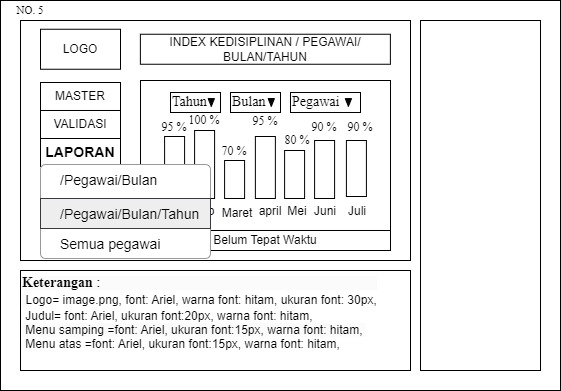 NO. 5
LOGO
INDEX KEDISIPLINAN / PEGAWAI/
BULAN/TAHUN
MASTER
VALIDASI
LAPORAN
/Pegawai/Bulan
/Pegawai/Bulan/Tahun
Semua pegawai
Tahun▼ Bulan▼ Pegawai ▼
95 % 100 % 70 % 95 % 80 % 90 % 90 %
Maret april Mei Juni Juli
Belum Tepat Waktu
Keterangan :
Logo= image.png, font: Ariel, warna font: hitam, ukuran font: 30px,
Judul= font: Ariel, ukuran font:20px, warna font: hitam,
Menu samping =font: Ariel, ukuran font:15px, warna font: hitam,
Menu atas =font: Ariel, ukuran font:15px, warna font: hitam,